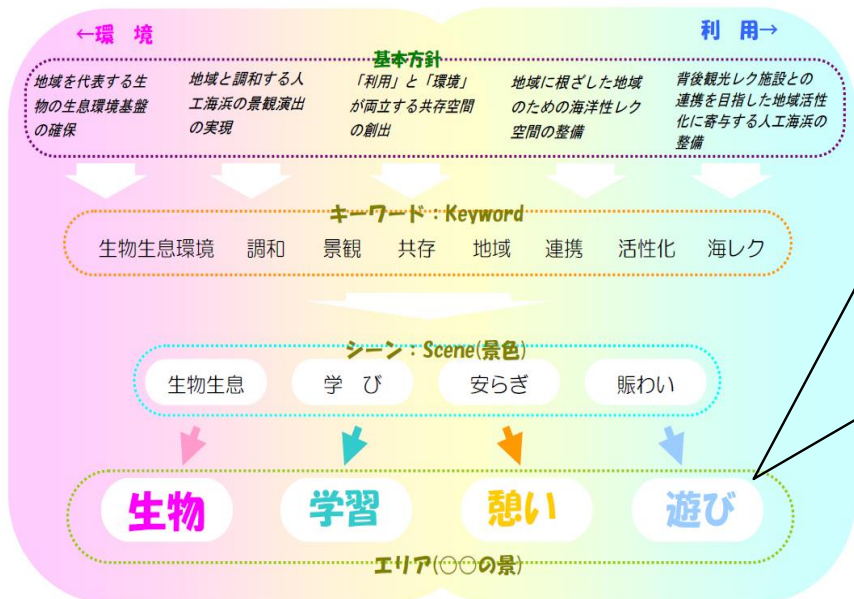 ←環 境
利 用→
基本方針
地域を代表する生
物の生息環境基盤
の確保
地域と調和する人
工海浜の景観演出
の実現
「利用」と「環境」
が両立する共存空間
の創出
地域に根ざした地域
のための海洋性レク
空間の整備
背後観光レク施設との
連携を目指した地域活性
化に寄与する人工海浜の
整備
キーワード:Keyword
生物生息環境 調和 景観 共存 地域 連携 活性化 海レク
シーン:Scene(景色)
生物生息 学 び 安らぎ 賑わい
生物 学習 憩い 遊び
エリア(○○の景)